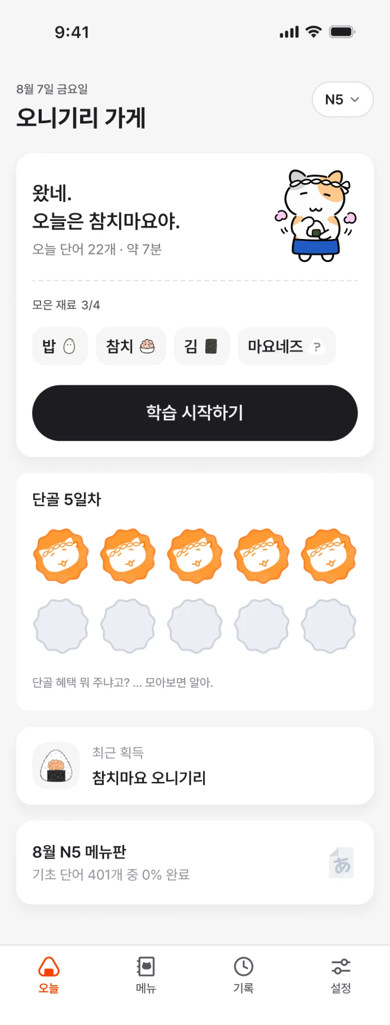 9:41
8월 7일 금요일
오니기리 가게
N5
왔네.
오늘은 참치마요야.
오늘 단어 22개 · 약 7분
모은 재료 3/4
밥
참치
김
마요네즈 ?
학습 시작하기
단골 5일차
단골 혜택 뭐 주냐고? ... 모아보면 알아.
최근 획득
참치마요 오니기리
8월 N5 메뉴판
기초 단어 401개 중 0% 완료
あ
오늘
메뉴
기록
설정